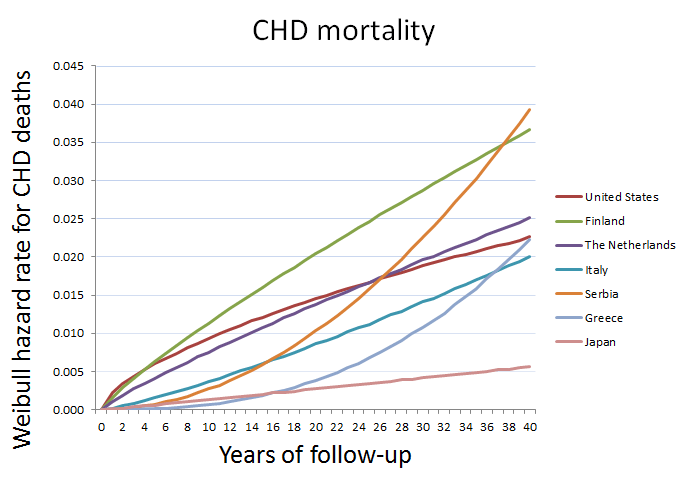 CHD mortality
Weibull hazard rate for CHD deaths
0.045
0.040
0.035
0.030
0.025
0.020
0.015
0.010
0.005
0.000
0 2 4 6 8 10 12 14 16 18 20 22 24 26 28 30 32 34 36 38 40
Years of follow-up
United States
Finland
The Netherlands
Italy
Serbia
Greece
Japan